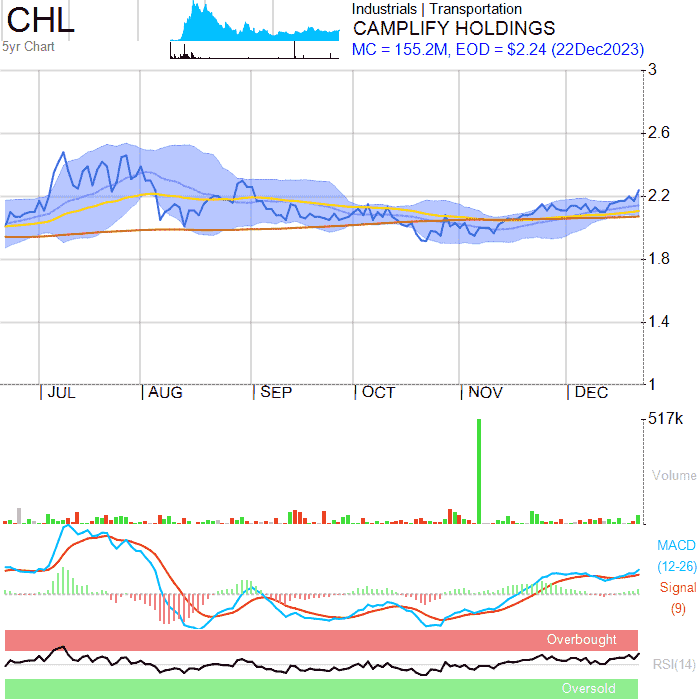 CHL
5yr Chart
Industrials | Transportation
CAMPLIFY HOLDINGS
MC = 155.2M, EOD = $2.24 (22Dec2023)
3
2.6
2.2
1.8
1.4
1
JUL AUG SEP OCT NOV DEC
517k
Volume
MACD
(12-26)
Signal
(9)
Overbought
RSI(14)
Oversold